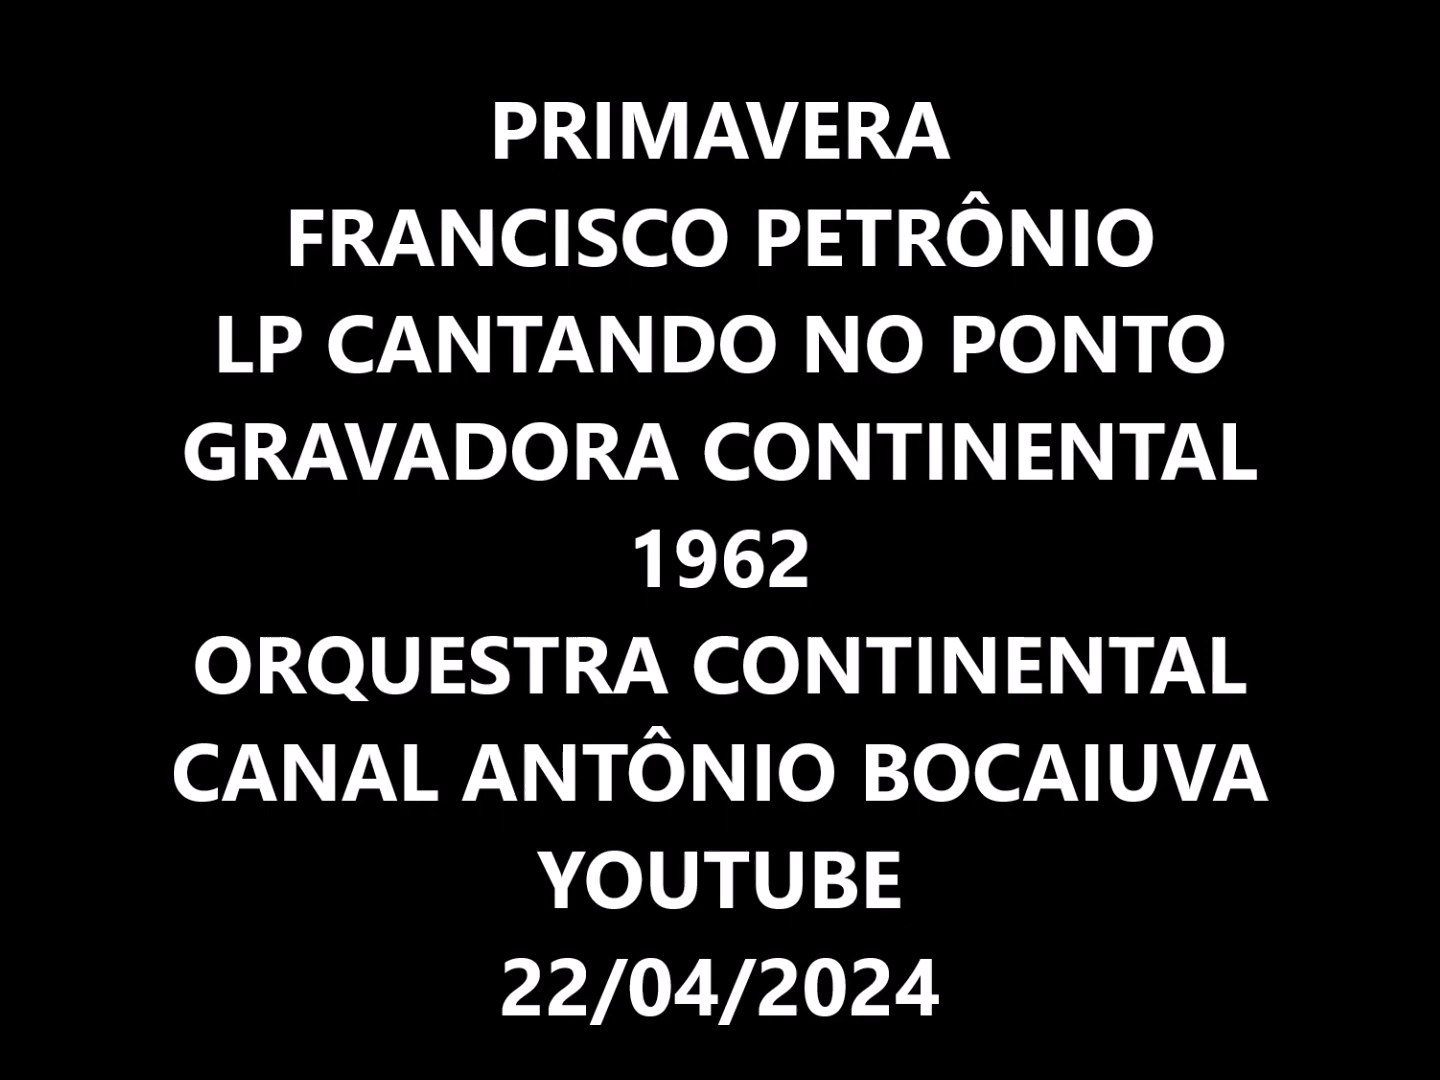 PRIMAVERA
FRANCISCO PETRÔNIO
LP CANTANDO NO PONTO
GRAVADORA CONTINENTAL
1962
ORQUESTRA CONTINENTAL
CANAL ANTÔNIO BOCAIUVA
YOUTUBE
22/04/2024